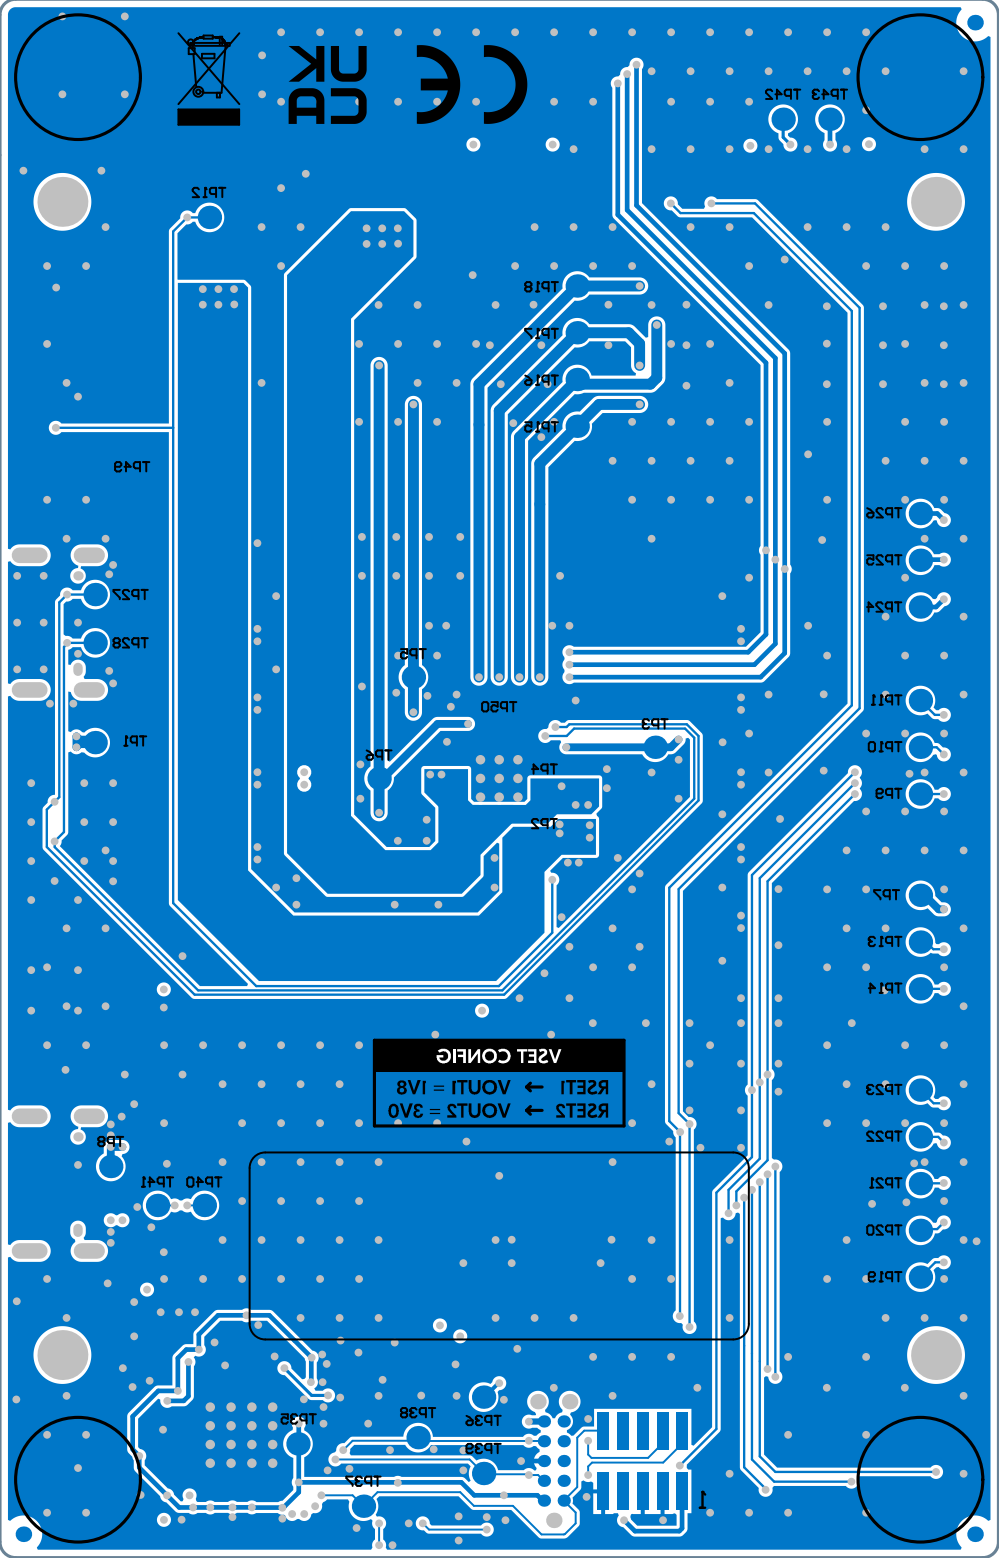 UK
CA
CE
TP42
TP43
TP12
TP18
TP17
TP16
TP15
TP49
TP26
TP25
TP24
TP27
TP28
TP5
TP50
TP11
TP3
TP1
TP10
TP6
TP4
TP9
TP2
TP7
TP13
TP14
VSET CONFIG
RSET1 → VOUT1 = 1V8
RSET2 → VOUT2 = 3V0
TP23
TP22
TP8
TP41
TP40
TP21
TP20
TP19
TP38
TP35
TP36
TP39
TP37
1